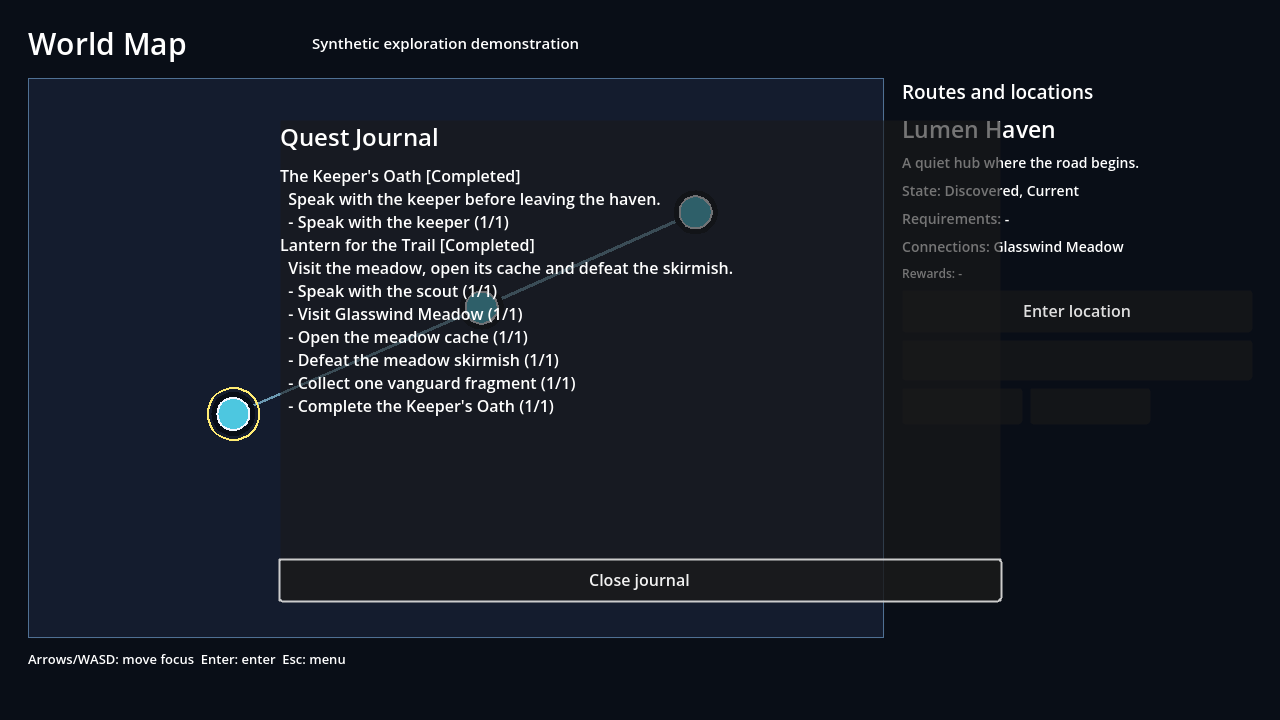 World Map
Synthetic exploration demonstration
Routes and locations
Lumen Haven
A quiet hub where the road begins.
State: Discovered, Current
Requirements: -
Connections: Glasswind Meadow
Rewards: -
Enter location
Quest Journal
The Keeper's Oath [Completed]
Speak with the keeper before leaving the haven.
- Speak with the keeper (1/1)
Lantern for the Trail [Completed]
Visit the meadow, open its cache and defeat the skirmish.
- Speak with the scout (1/1)
- Visit Glasswind Meadow (1/1)
- Open the meadow cache (1/1)
- Defeat the meadow skirmish (1/1)
- Collect one vanguard fragment (1/1)
- Complete the Keeper's Oath (1/1)
Close journal
Arrows/WASD: move focus  Enter: enter  Esc: menu